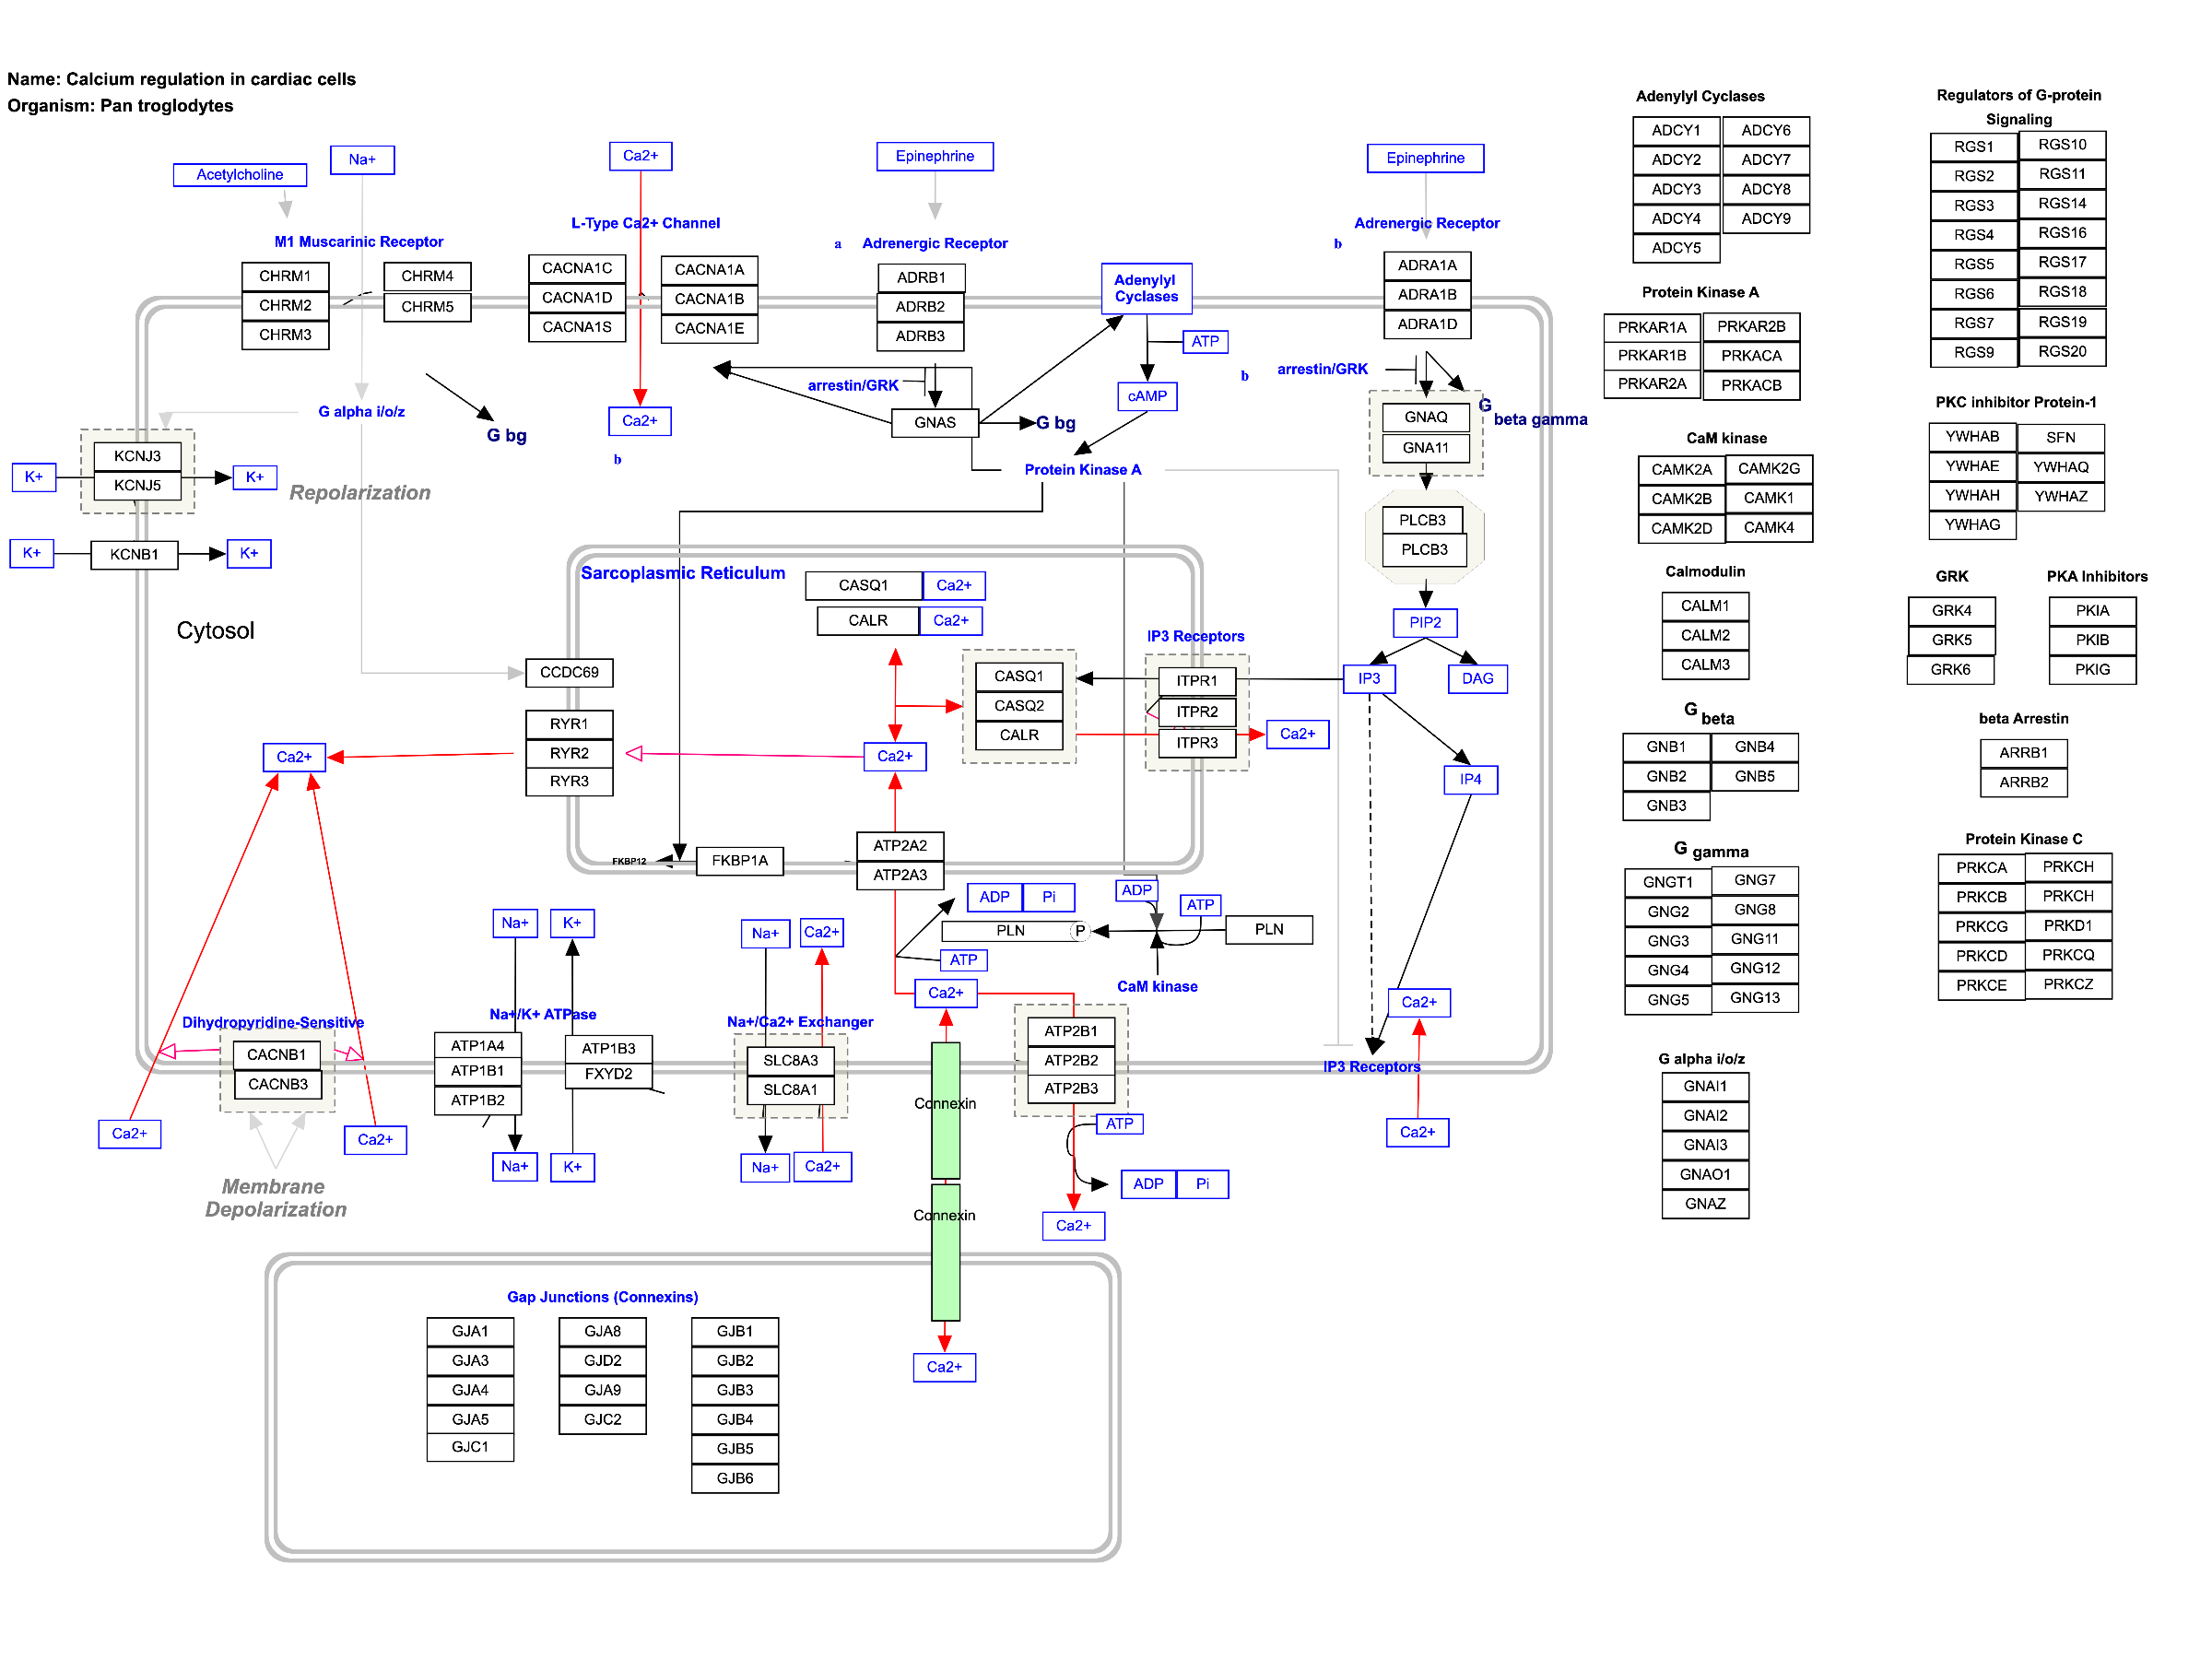 Name: Calcium regulation in cardiac cells
Organism: Pan troglodytes
Acetylcholine
Na+
Ca2+
Epinephrine
Epinephrine
M1 Muscarinic Receptor
L-Type Ca2+ Channel
a
Adrenergic Receptor
b
Adrenergic Receptor
CHRM1
CHRM2
CHRM3
CHRM4
CHRM5
CACNA1C
CACNA1D
CACNA1S
CACNA1A
CACNA1B
CACNA1E
ADRB1
ADRB2
ADRB3
Adenylyl
Cyclases
ADRA1A
ADRA1B
ADRA1D
ATP
arrestin/GRK
b
arrestin/GRK
cAMP
G alpha i/o/z
G bg
Ca2+
b
GNAS
G bg
GNAQ
GNA11
G
beta gamma
KCNJ3
KCNJ5
K+
K+
Repolarization
Protein Kinase A
K+
KCNB1
K+
PLCB3
PLCB3
Sarcoplasmic Reticulum
CASQ1
Ca2+
CALR
Ca2+
Cytosol
IP3 Receptors
PIP2
CCDC69
CASQ1
CASQ2
CALR
ITPR1
ITPR2
ITPR3
IP3
DAG
RYR1
RYR2
RYR3
Ca2+
Ca2+
Ca2+
IP4
FKBP12
FKBP1A
ATP2A2
ATP2A3
ADP
Pi
ADP
ATP
Na+
K+
Na+
Ca2+
PLN
P
PLN
ATP
CaM kinase
Ca2+
Ca2+
Dihydropyridine-Sensitive
Na+/K+ ATPase
Na+/Ca2+ Exchanger
CACNB1
CACNB3
ATP1A4
ATP1B1
ATP1B2
ATP1B3
FXYD2
SLC8A3
SLC8A1
ATP2B1
ATP2B2
ATP2B3
IP3 Receptors
Connexin
Ca2+
Ca2+
ATP
Ca2+
Na+
K+
Na+
Ca2+
ADP
Pi
Membrane
Depolarization
Connexin
Ca2+
Gap Junctions (Connexins)
GJA1
GJA3
GJA4
GJA5
GJC1
GJA8
GJD2
GJA9
GJC2
GJB1
GJB2
GJB3
GJB4
GJB5
GJB6
Ca2+
Adenylyl Cyclases
ADCY1
ADCY2
ADCY3
ADCY4
ADCY5
ADCY6
ADCY7
ADCY8
ADCY9
Protein Kinase A
PRKAR1A
PRKAR1B
PRKAR2A
PRKAR2B
PRKACA
PRKACB
CaM kinase
CAMK2A
CAMK2B
CAMK2D
CAMK2G
CAMK1
CAMK4
Calmodulin
CALM1
CALM2
CALM3
G
beta
GNB1
GNB2
GNB3
GNB4
GNB5
G
gamma
GNGT1
GNG2
GNG3
GNG4
GNG5
GNG7
GNG8
GNG11
GNG12
GNG13
G alpha i/o/z
GNAI1
GNAI2
GNAI3
GNAO1
GNAZ
Regulators of G-protein
Signaling
RGS1
RGS2
RGS3
RGS4
RGS5
RGS6
RGS7
RGS9
RGS10
RGS11
RGS14
RGS16
RGS17
RGS18
RGS19
RGS20
PKC inhibitor Protein-1
YWHAB
YWHAE
YWHAH
YWHAG
SFN
YWHAQ
YWHAZ
GRK
GRK4
GRK5
GRK6
PKA Inhibitors
PKIA
PKIB
PKIG
beta Arrestin
ARRB1
ARRB2
Protein Kinase C
PRKCA
PRKCB
PRKCG
PRKCD
PRKCE
PRKCH
PRKCH
PRKD1
PRKCQ
PRKCZ